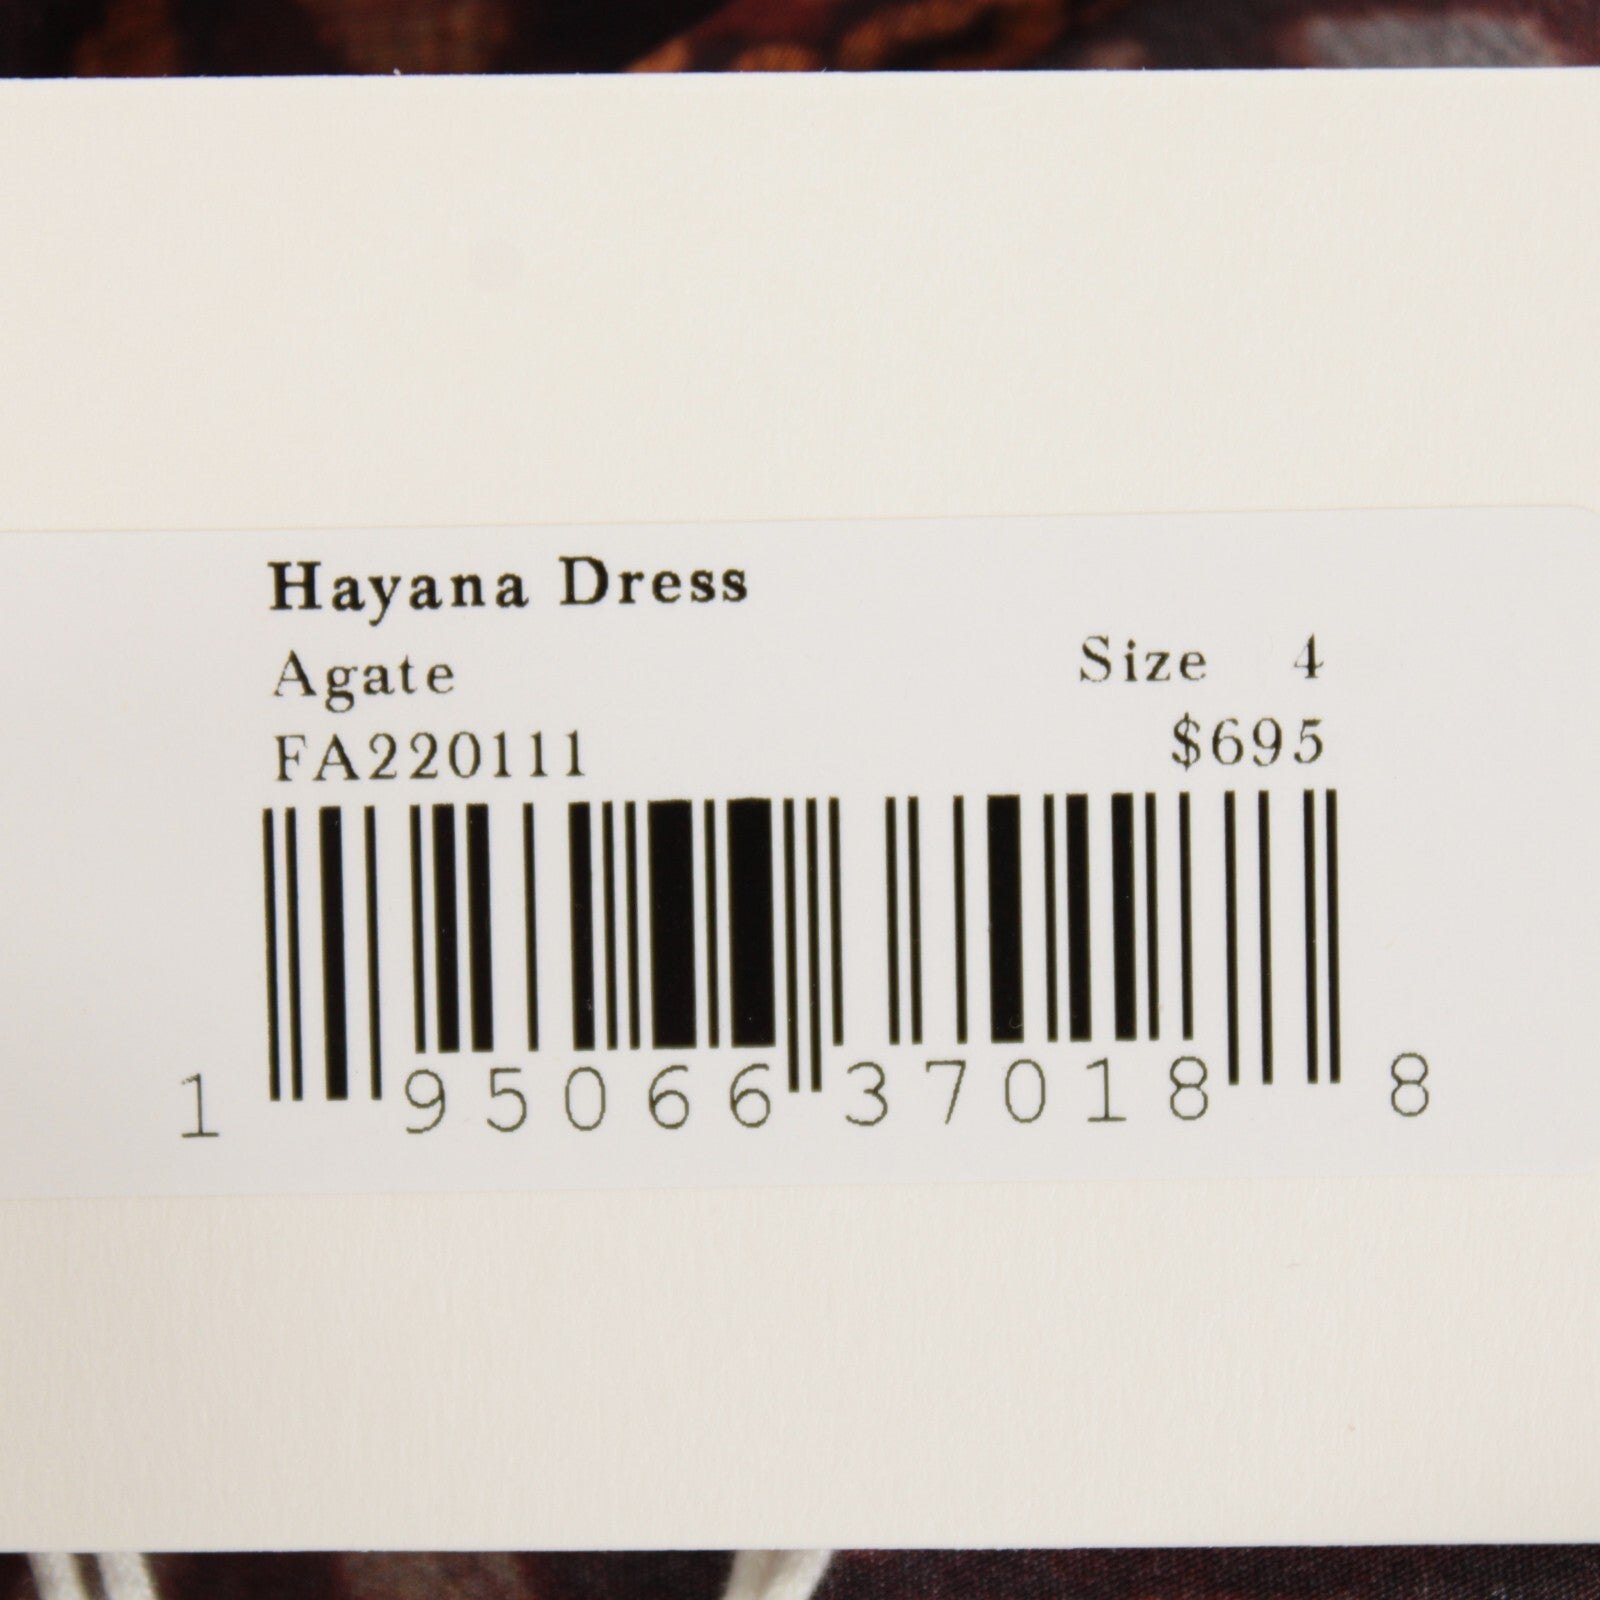 Hayana Dress
Agate
Size 4
FA220111
$695
1 95066 37018 8